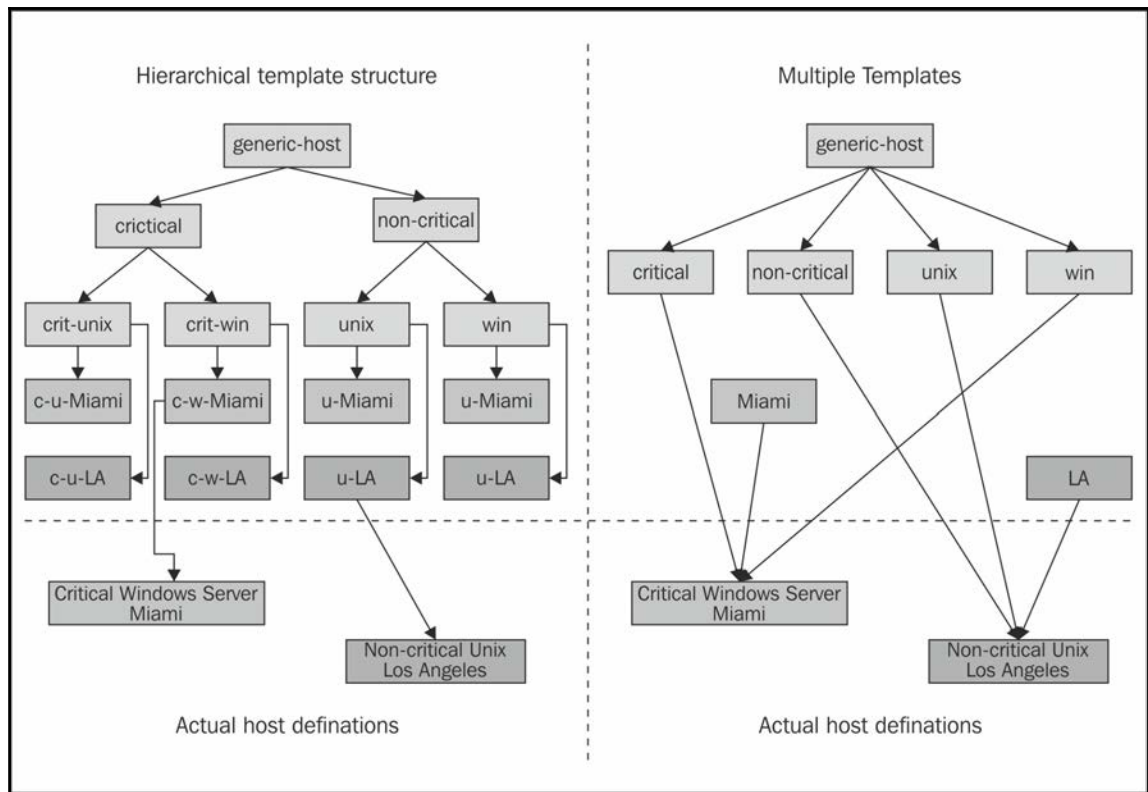 Hierarchical template structure
generic-host
crictical
non-critical
crit-unix
crit-win
unix
win
c-u-Miami
c-w-Miami
u-Miami
u-Miami
c-u-LA
c-w-LA
u-LA
u-LA
Critical Windows Server
Miami
Non-critical Unix
Los Angeles
Actual host definations
Multiple Templates
generic-host
critical
non-critical
unix
win
Miami
LA
Critical Windows Server
Miami
Non-critical Unix
Los Angeles
Actual host definations